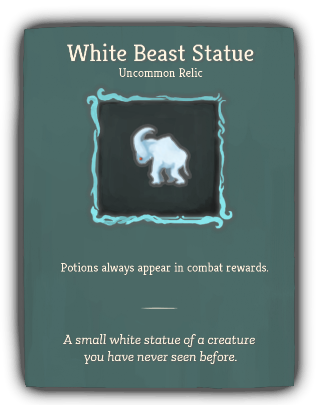 White Beast Statue
Uncommon Relic
Potions always appear in combat rewards.
A small white statue of a creature
you have never seen before.